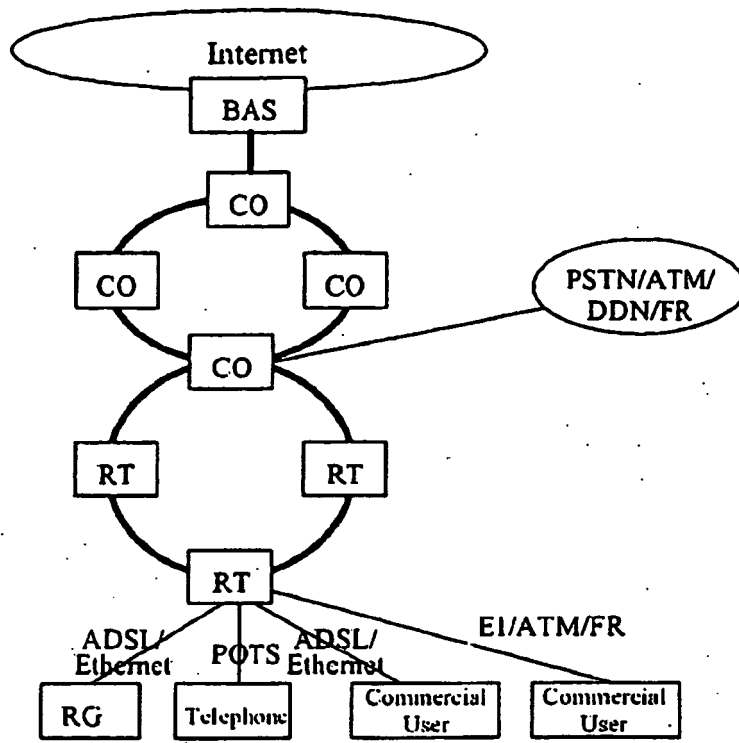 Internet
BAS
CO
CO
CO
PSTN/ATM/
DDN/FR
CO
RT
RT
RT
ADSL/
Ethernet
POTS
ADSL/
Ethernet
E1/ATM/FR
RG
Telephone
Commercial
User
Commercial
User